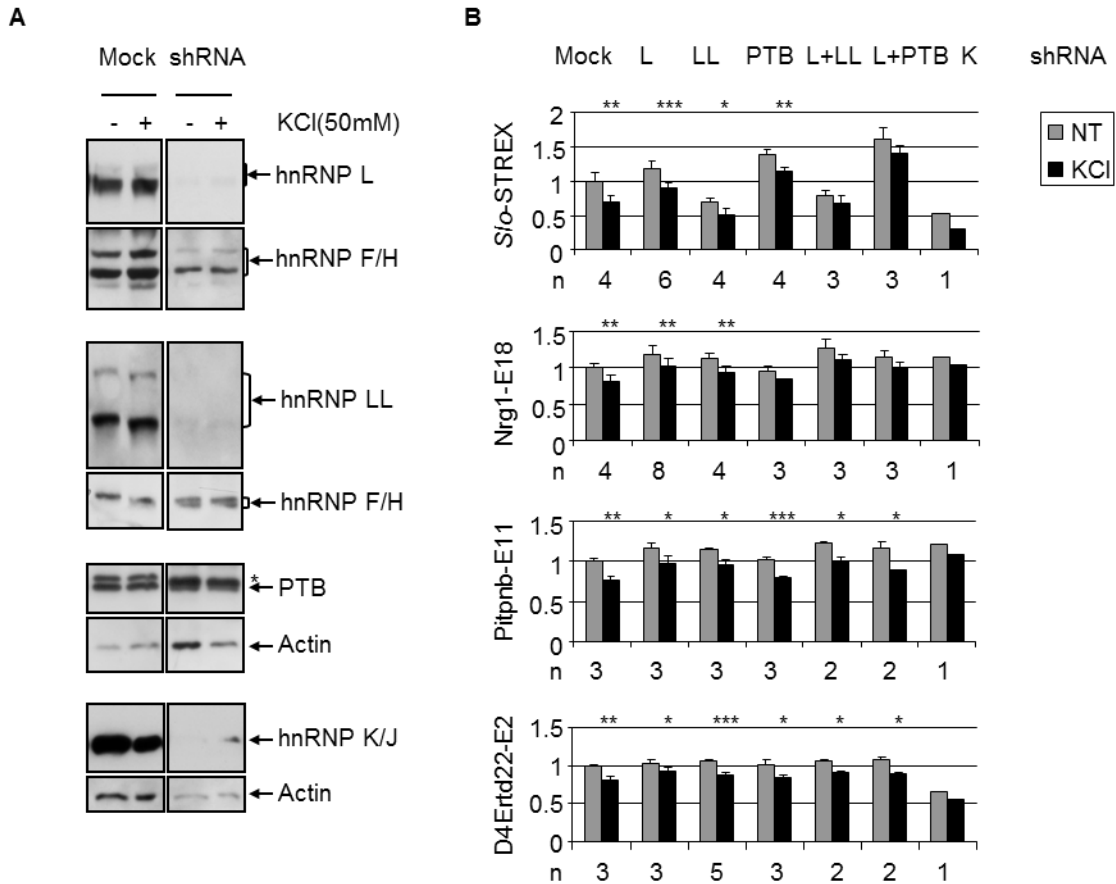 A
Mock shRNA
- + - + KCl(50mM)
hnRNP L
hnRNP F/H
hnRNP LL
hnRNP F/H
*
PTB
Actin
hnRNP K/J
Actin
B
Mock L LL PTB L+LL L+PTB K shRNA
NT
KCl
** *** * **
2
1.5
1
0.5
0
Slo-STREX
n 4 6 4 4 3 3 1
** ** **
1.5
1
0.5
0
Nrg1-E18
n 4 8 4 3 3 3 1
** * * *** * *
1.5
1
0.5
0
Pitpnb-E11
n 3 3 3 3 2 2 1
** * *** * * *
1.5
1
0.5
0
D4Ertd22-E2
n 3 3 5 3 2 2 1